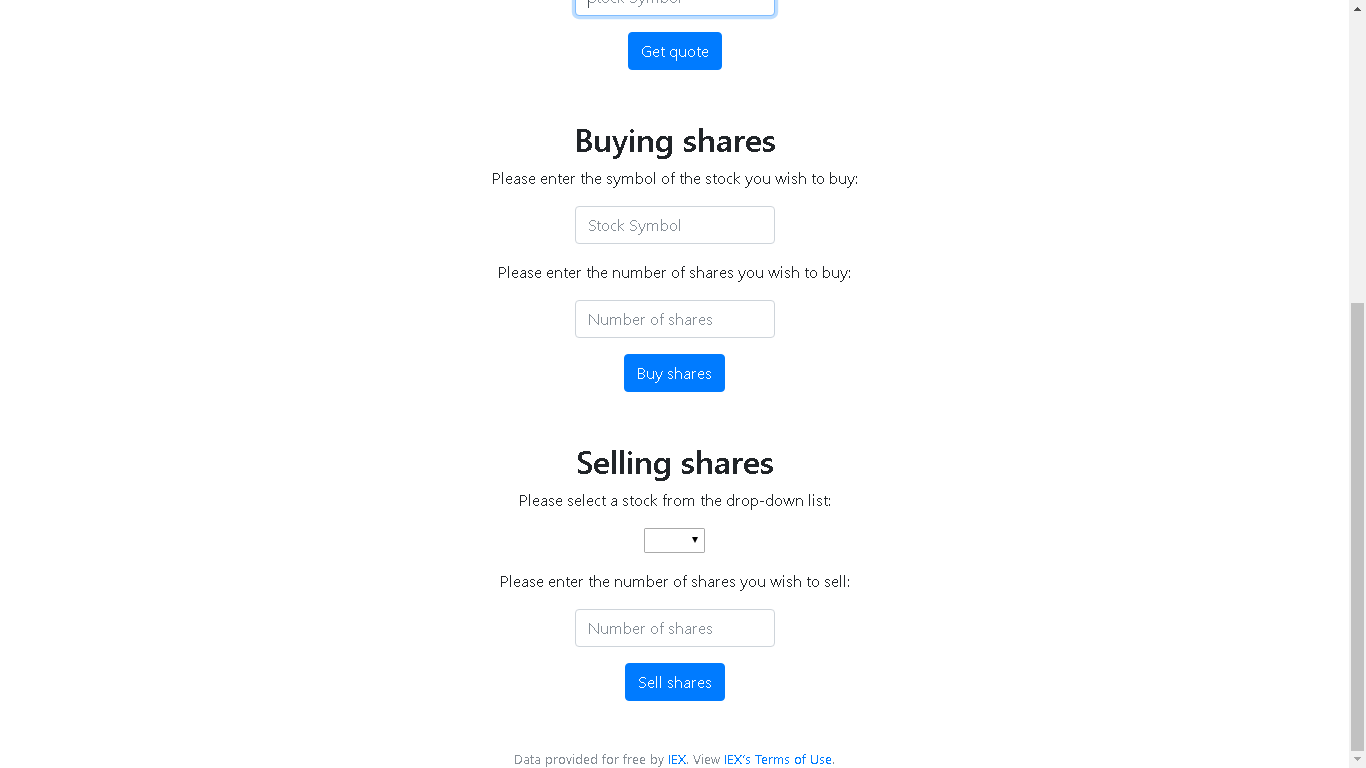 Stock Symbol
Get quote
Buying shares
Please enter the symbol of the stock you wish to buy:
Stock Symbol
Please enter the number of shares you wish to buy:
Number of shares
Buy shares
Selling shares
Please select a stock from the drop-down list:
Please enter the number of shares you wish to sell:
Number of shares
Sell shares
Data provided for free by IEX. View IEX's Terms of Use.